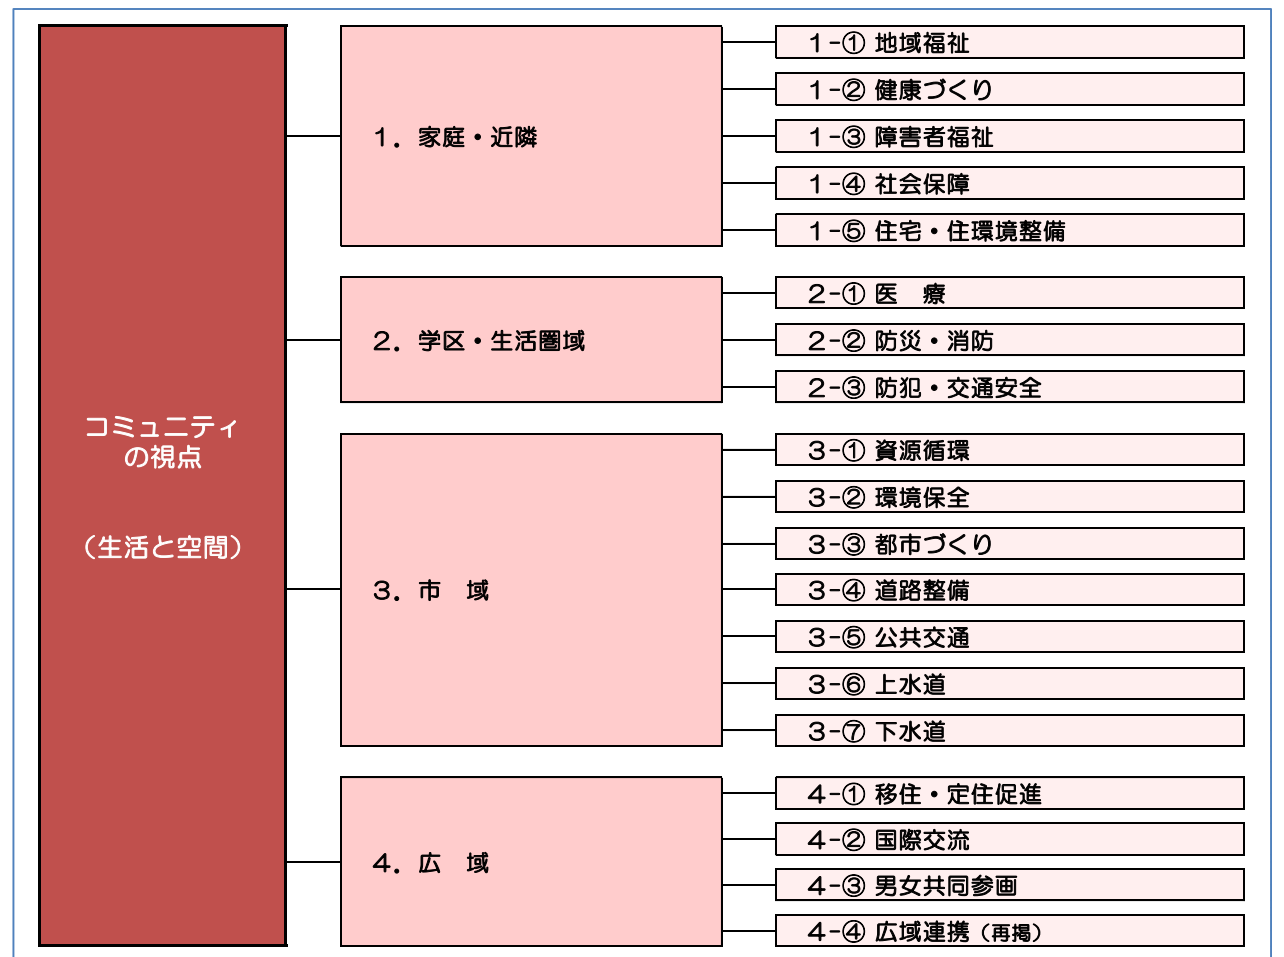 コミュニティ
の視点
（生活と空間）
１．家庭・近隣
１-① 地域福祉
１-② 健康づくり
１-③ 障害者福祉
１-④ 社会保障
１-⑤ 住宅・住環境整備
２．学区・生活圏域
２-① 医　療
２-② 防災・消防
２-③ 防犯・交通安全
３．市　域
３-① 資源循環
３-② 環境保全
３-③ 都市づくり
３-④ 道路整備
３-⑤ 公共交通
３-⑥ 上水道
３-⑦ 下水道
４．広　域
４-① 移住・定住促進
４-② 国際交流
４-③ 男女共同参画
４-④ 広域連携（再掲）